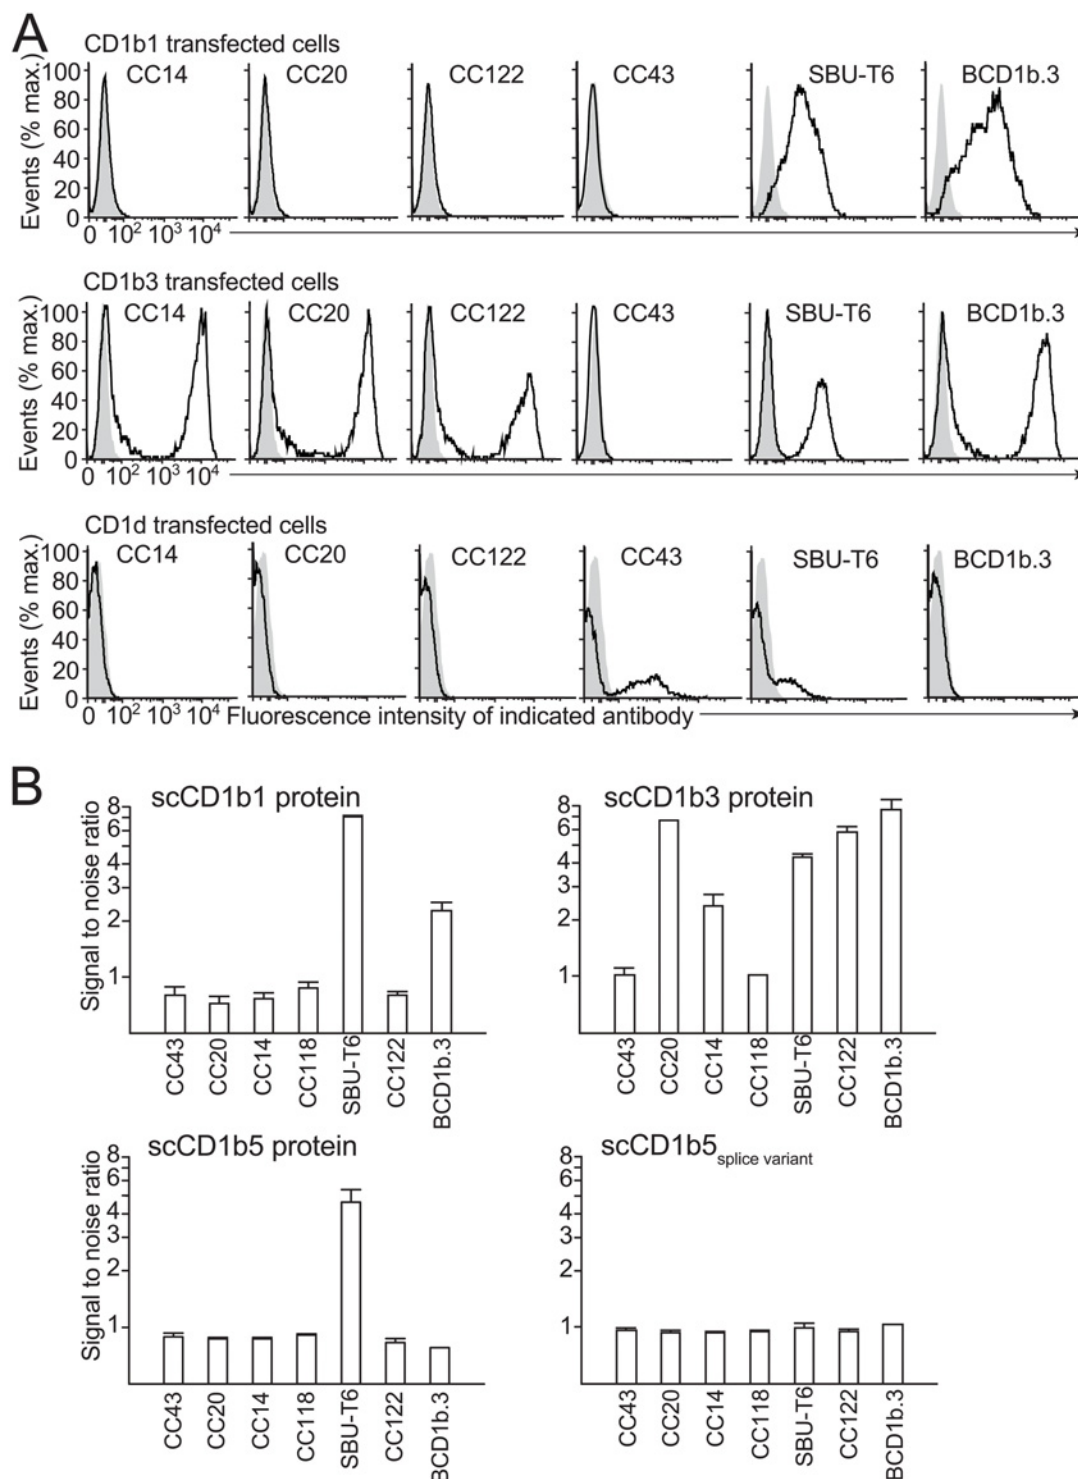 A
CD1b1 transfected cells
CC14 CC20 CC122 CC43 SBU-T6 BCD1b.3
Events (% max.)
100
80
60
40
20
0
0 10² 10³ 10⁴
CD1b3 transfected cells
CC14 CC20 CC122 CC43 SBU-T6 BCD1b.3
Events (% max.)
100
80
60
40
20
0
0 10² 10³ 10⁴
CD1d transfected cells
CC14 CC20 CC122 CC43 SBU-T6 BCD1b.3
Events (% max.)
100
80
60
40
20
0
0 10² 10³ 10⁴ Fluorescence intensity of indicated antibody
B
scCD1b1 protein
Signal to noise ratio
8
6
4
3
2
1
CC43 CC20 CC14 CC118 SBU-T6 CC122 BCD1b.3
scCD1b3 protein
8
6
4
3
2
1
CC43 CC20 CC14 CC118 SBU-T6 CC122 BCD1b.3
scCD1b5 protein
Signal to noise ratio
8
6
4
3
2
1
CC43 CC20 CC14 CC118 SBU-T6 CC122 BCD1b.3
scCD1b5 splice variant
8
6
4
3
2
1
CC43 CC20 CC14 CC118 SBU-T6 CC122 BCD1b.3